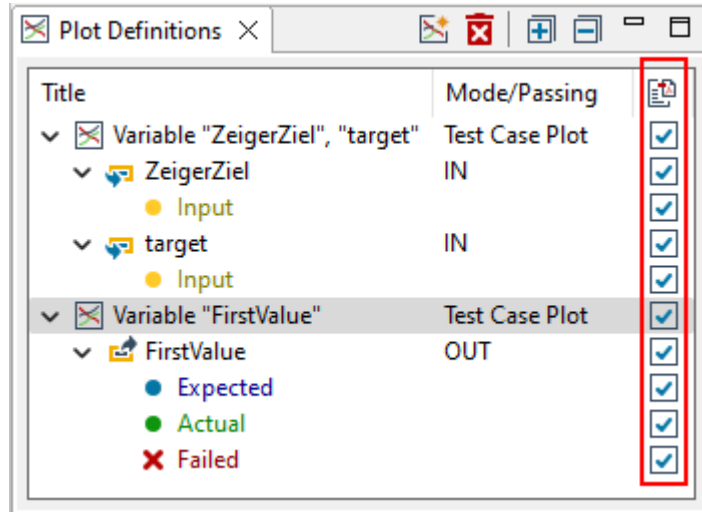 Plot Definitions
Title Mode/Passing
Variable "ZeigerZiel", "target" Test Case Plot
ZeigerZiel IN
Input
target IN
Input
Variable "FirstValue" Test Case Plot
FirstValue OUT
Expected
Actual
Failed